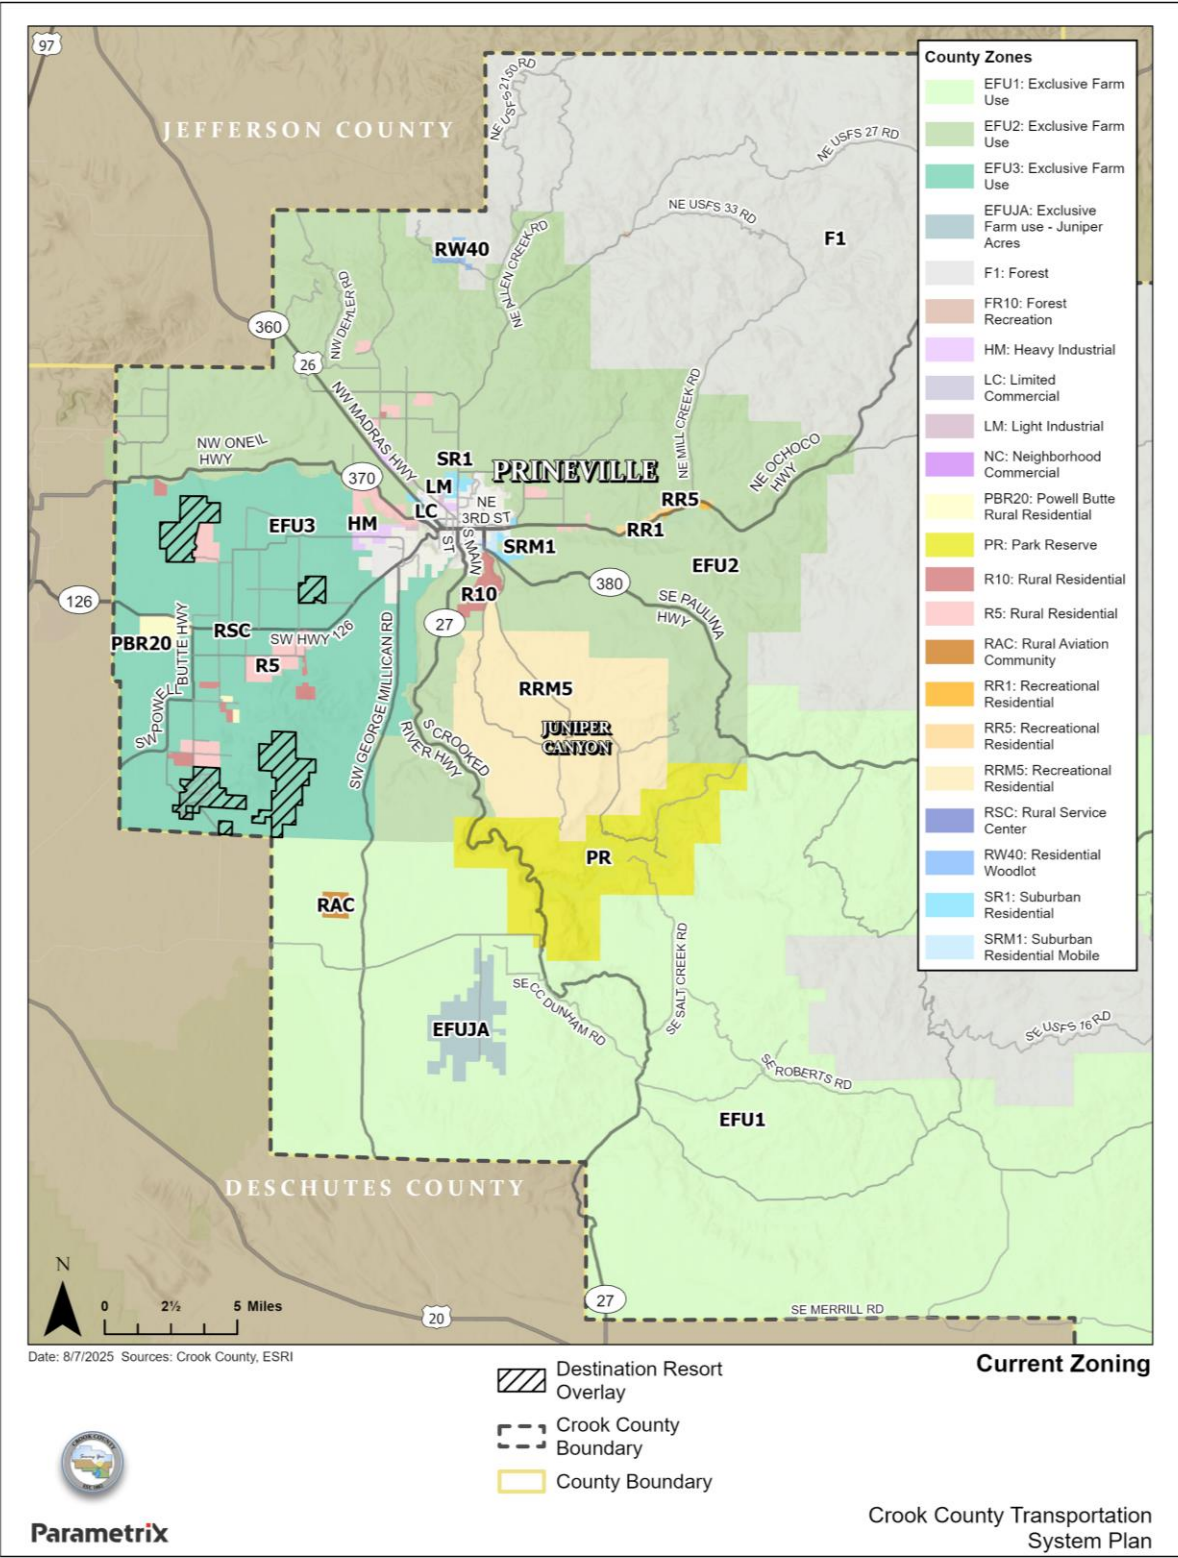 97
JEFFERSON COUNTY
NE USFS 2150 RD
NE USFS 27 RD
NE USFS 33 RD
F1
RW40
NE ALLEN CREEK RD
NW DEHLER RD
360
26
NW MADRAS HWY
NE MILL CREEK RD
NE OCHOCO
HWY
NW ONEIL
HWY
SR1
PRINEVILLE
370
LM
LC
NE
3RD ST
RR5
RR1
EFU3
HM
S MAIN
ST
SRM1
EFU2
R10
380
126
27
SE PAULINA
HWY
PBR20
RSC
SW HWY 126
R5
SW POWELL
BUTTE HWY
SW GEORGE MILLICAN RD
RRM5
JUNIPER
CANYON
S CROOKED
RIVER HWY
PR
RAC
SE SALT CREEK RD
SE CC DUNHAM RD
EFUJA
SE USFS 16 RD
SE ROBERTS RD
EFU1
DESCHUTES COUNTY
27
20
SE MERRILL RD
N
0 2½ 5 Miles
County Zones
EFU1: Exclusive Farm
Use
EFU2: Exclusive Farm
Use
EFU3: Exclusive Farm
Use
EFUJA: Exclusive
Farm use - Juniper
Acres
F1: Forest
FR10: Forest
Recreation
HM: Heavy Industrial
LC: Limited
Commercial
LM: Light Industrial
NC: Neighborhood
Commercial
PBR20: Powell Butte
Rural Residential
PR: Park Reserve
R10: Rural Residential
R5: Rural Residential
RAC: Rural Aviation
Community
RR1: Recreational
Residential
RR5: Recreational
Residential
RRM5: Recreational
Residential
RSC: Rural Service
Center
RW40: Residential
Woodlot
SR1: Suburban
Residential
SRM1: Suburban
Residential Mobile
Date: 8/7/2025 Sources: Crook County, ESRI
Current Zoning
Destination Resort
Overlay
Crook County
Boundary
County Boundary
CROOK COUNTY
Parametrix
Crook County Transportation
System Plan